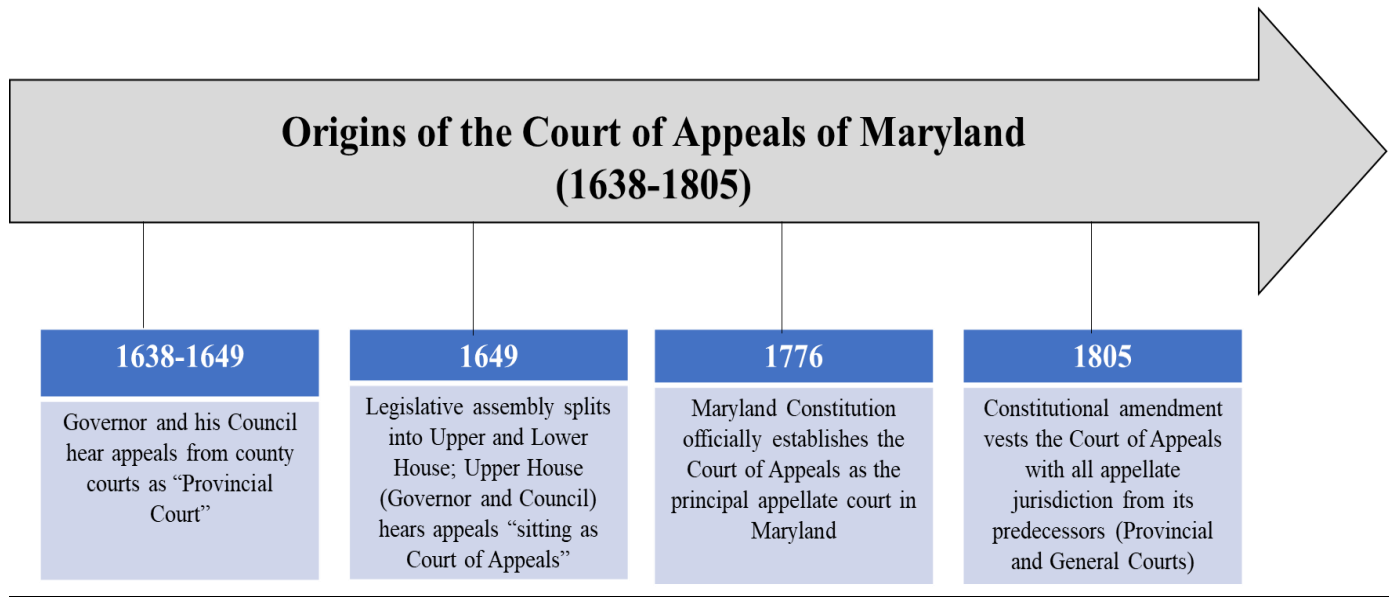 Origins of the Court of Appeals of Maryland
(1638-1805)
1638-1649
Governor and his Council
hear appeals from county
courts as “Provincial
Court”
1649
Legislative assembly splits
into Upper and Lower
House; Upper House
(Governor and Council)
hears appeals “sitting as
Court of Appeals”
1776
Maryland Constitution
officially establishes the
Court of Appeals as the
principal appellate court in
Maryland
1805
Constitutional amendment
vests the Court of Appeals
with all appellate
jurisdiction from its
predecessors (Provincial
and General Courts)